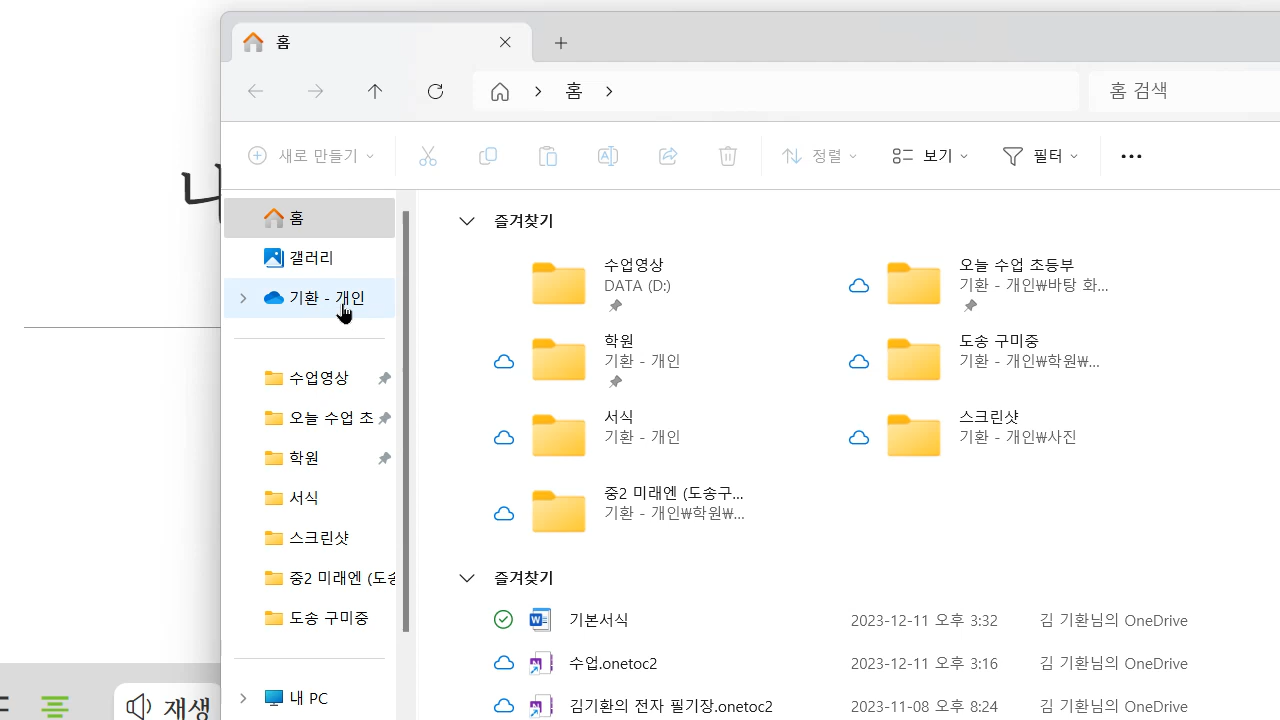 홈
홈
홈 검색
새로 만들기
정렬
보기
필터
홈
갤러리
기환 - 개인
수업영상
오늘 수업 초
학원
서식
스크린샷
중2 미래엔 (도송
도송 구미중
내 PC
즐겨찾기
수업영상
DATA (D:)
오늘 수업 초등부
기환 - 개인₩바탕 화...
학원
기환 - 개인
도송 구미중
기환 - 개인₩학원₩...
서식
기환 - 개인
스크린샷
기환 - 개인₩사진
중2 미래엔 (도송구...
기환 - 개인₩학원₩...
즐겨찾기
기본서식 2023-12-11 오후 3:32 김 기환님의 OneDrive
수업.onetoc2 2023-12-11 오후 3:16 김 기환님의 OneDrive
김기환의 전자 필기장.onetoc2 2023-11-08 오후 8:24 김 기환님의 OneDrive
재생